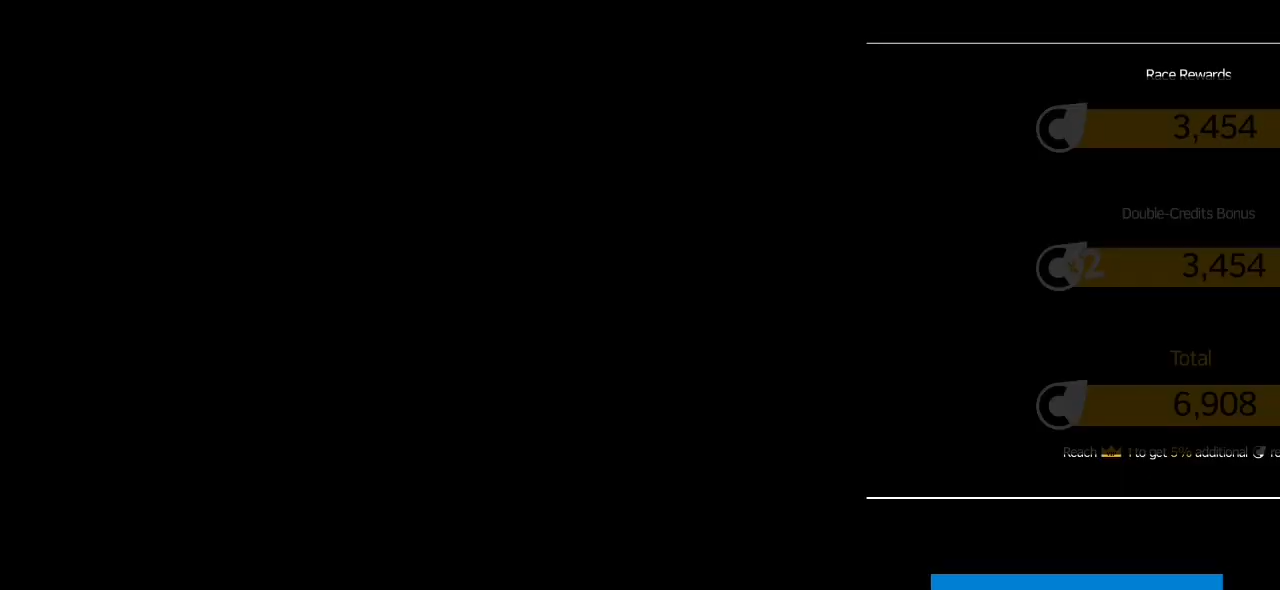 Race Rewards
3,454
Double-Credits Bonus
3,454
Total
6,908
Reach 1 to get 5% additional